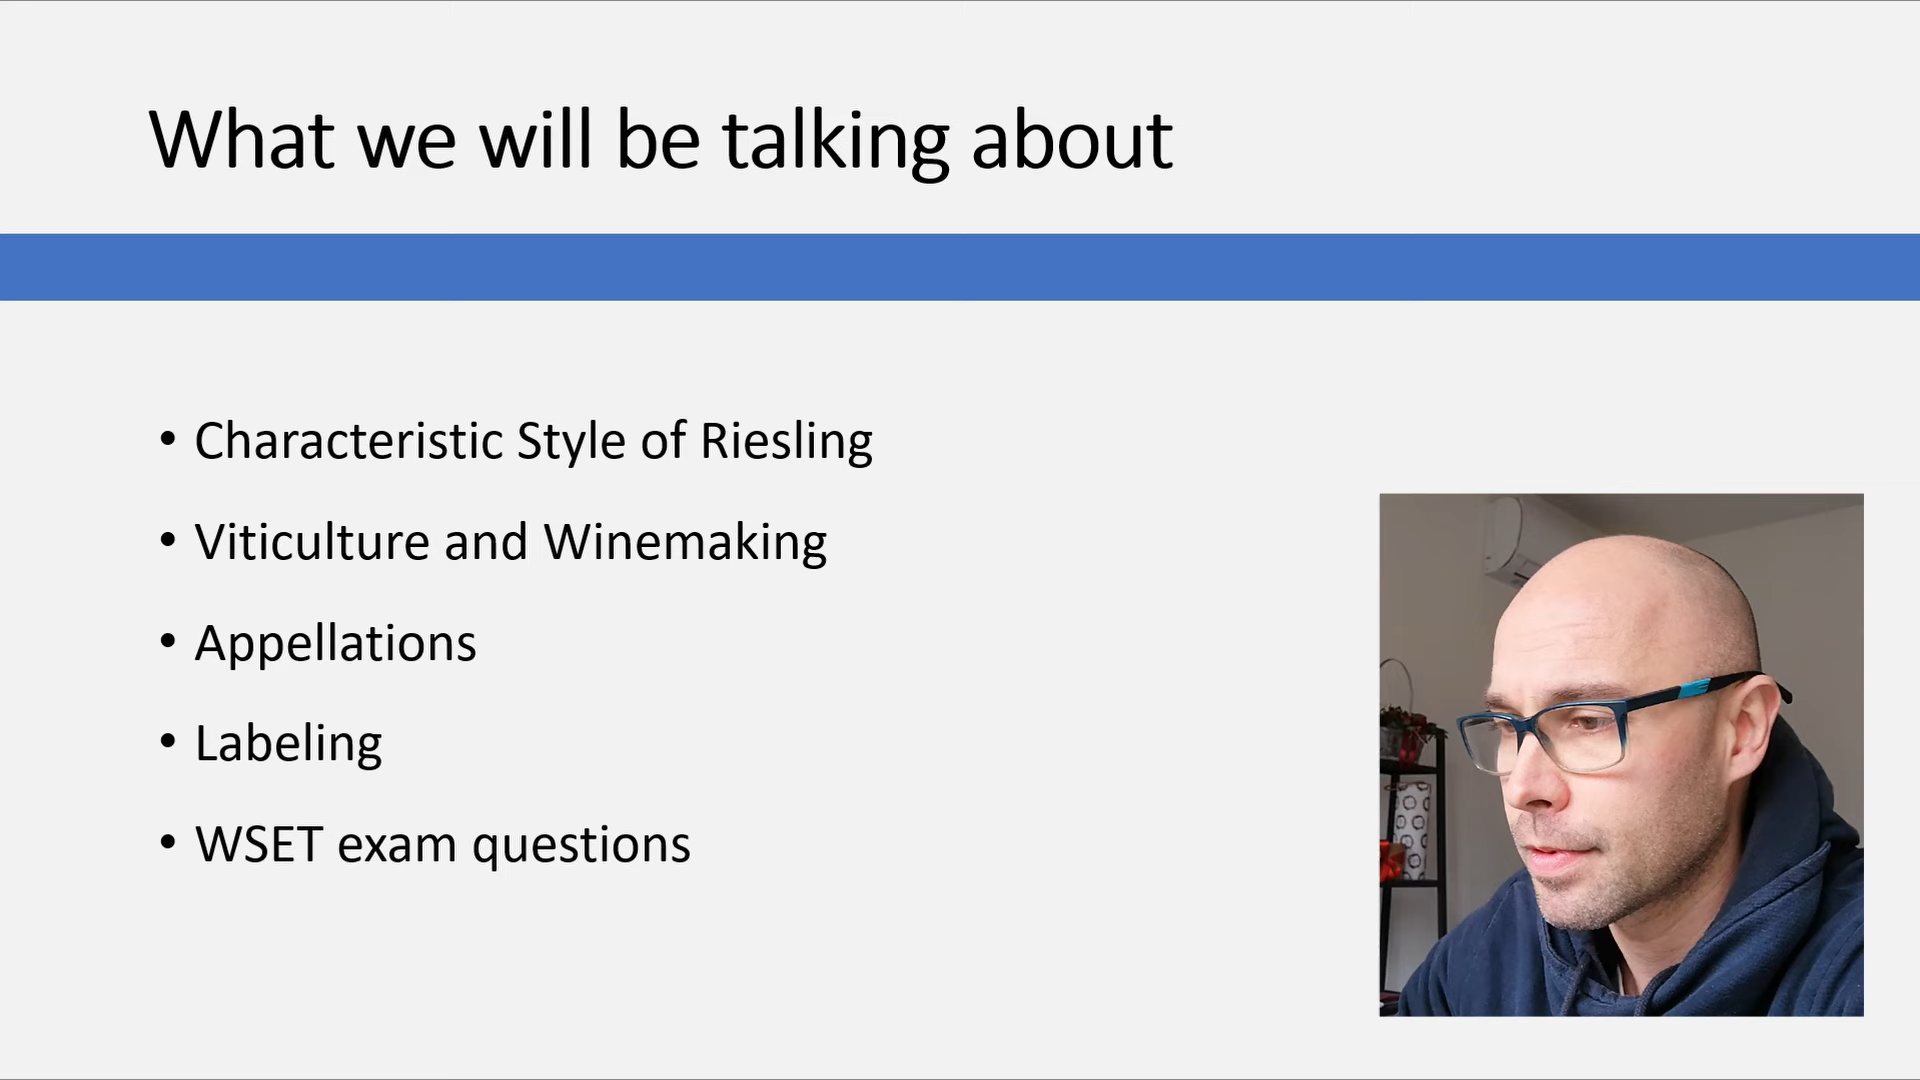 What we will be talking about
• Characteristic Style of Riesling
• Viticulture and Winemaking
• Appellations
• Labeling
• WSET exam questions